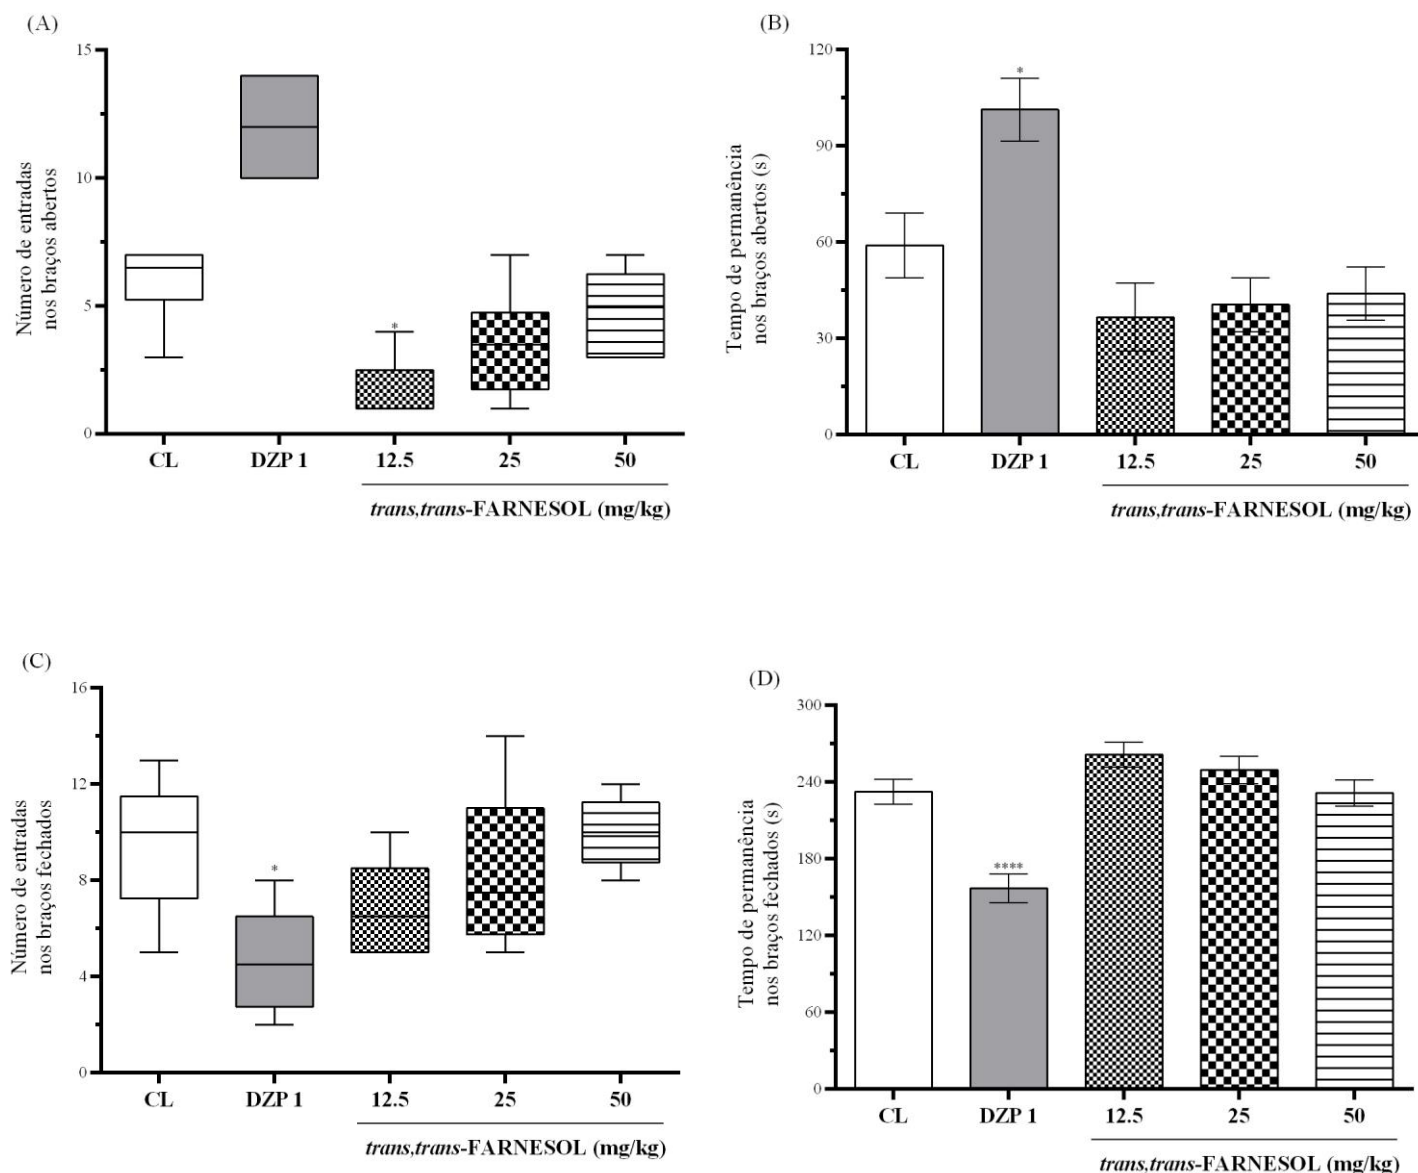 (A)
Número de entradas
nos braços abertos
15
10
5
0
*
CL DZP 1 12.5 25 50
trans,trans-FARNESOL (mg/kg)
(B)
Tempo de permanência
nos braços abertos (s)
120
90
60
30
0
*
CL DZP 1 12.5 25 50
trans,trans-FARNESOL (mg/kg)
(C)
Número de entradas
nos braços fechados
16
12
8
4
0
*
CL DZP 1 12.5 25 50
trans,trans-FARNESOL (mg/kg)
(D)
Tempo de permanência
nos braços fechados (s)
300
240
180
120
60
0
****
CL DZP 1 12.5 25 50
trans,trans-FARNESOL (mg/kg)